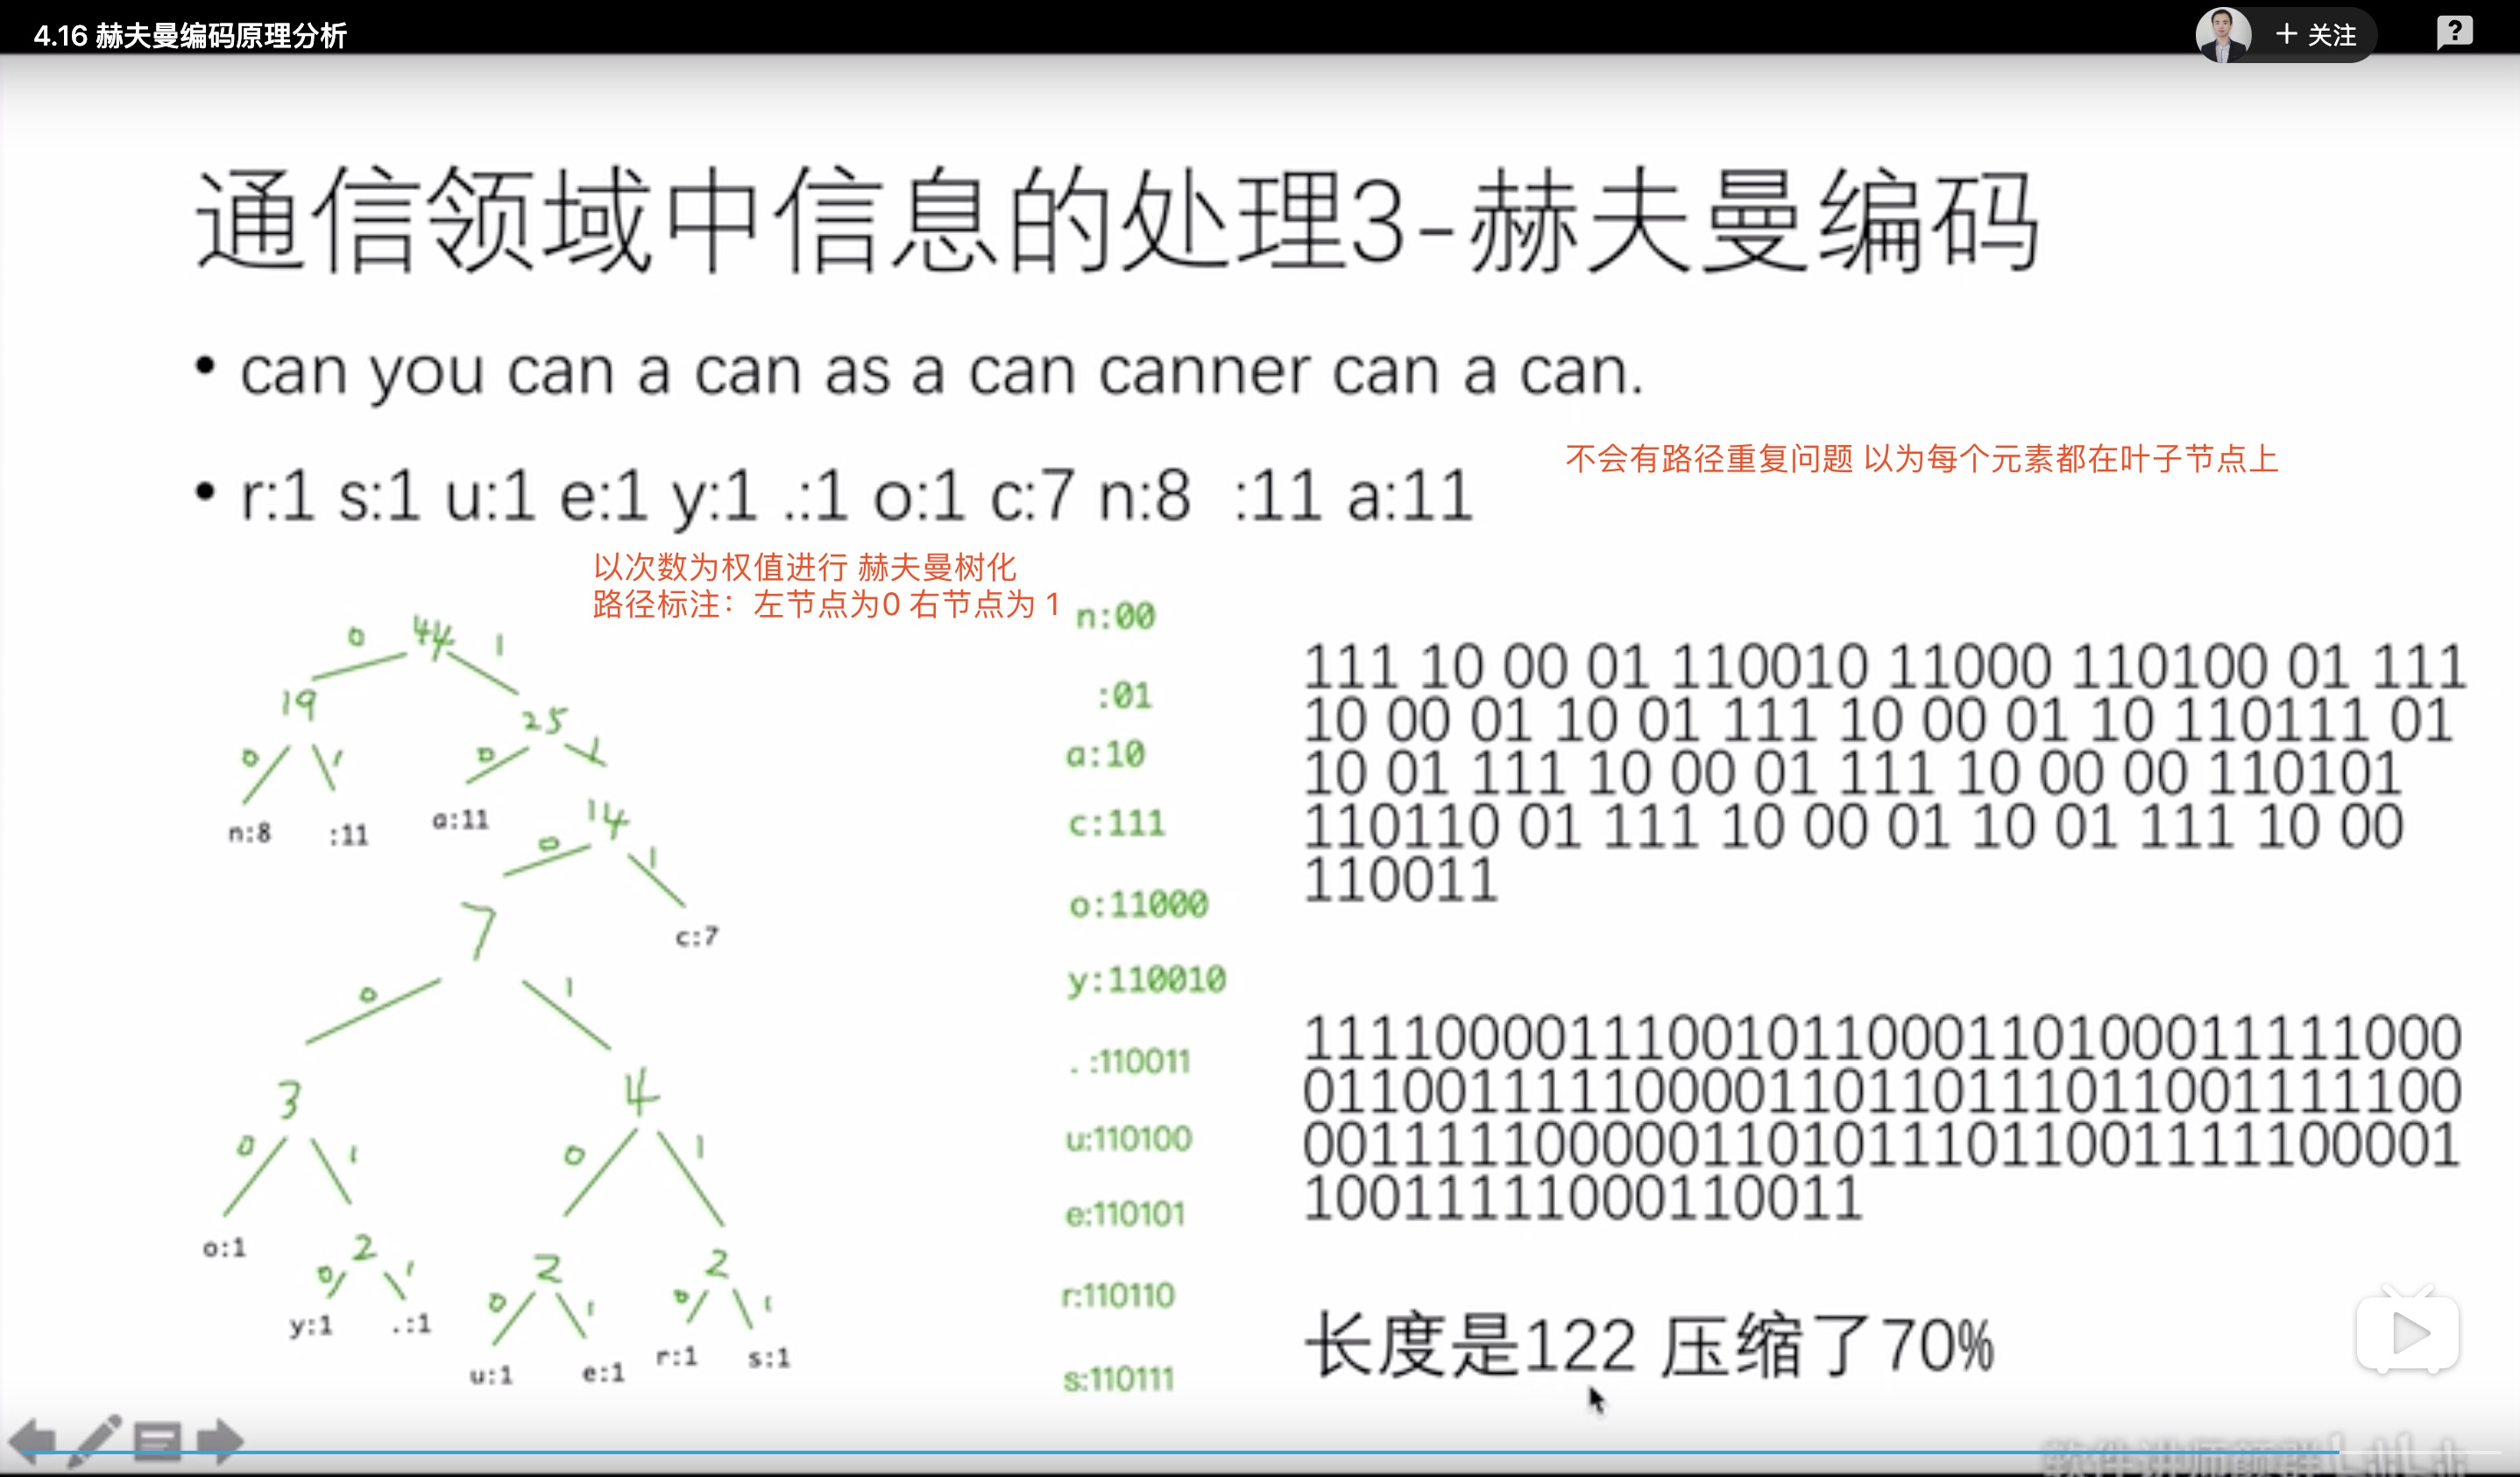 4.16 赫夫曼编码原理分析
+ 关注
?
通信领域中信息的处理3-赫夫曼编码
• can you can a can as a can canner can a can.
不会有路径重复问题 以为每个元素都在叶子节点上
• r:1 s:1 u:1 e:1 y:1 .:1 o:1 c:7 n:8  :11 a:11
以次数为权值进行 赫夫曼树化
路径标注：左节点为0 右节点为 1
0 44 1
19
25
0 1
0 1
n:8 :11 a:11
14
0 1
7
c:7
0 1
3 4
0 1 0 1
o:1
2 2 2
0 1 0 1 0 1
y:1 .:1
u:1 e:1 r:1 s:1
n:00
:01
a:10
c:111
o:11000
y:110010
. :110011
u:110100
e:110101
r:110110
s:110111
111 10 00 01 110010 11000 110100 01 111
10 00 01 10 01 111 10 00 01 10 110111 01
10 01 111 10 00 01 111 10 00 00 110101
110110 01 111 10 00 01 10 01 111 10 00
110011
11110000111001011000110100011111000
01100111110000110110111011001111100
00111110000011010111011001111100001
10011111000110011
长度是122 压缩了70%